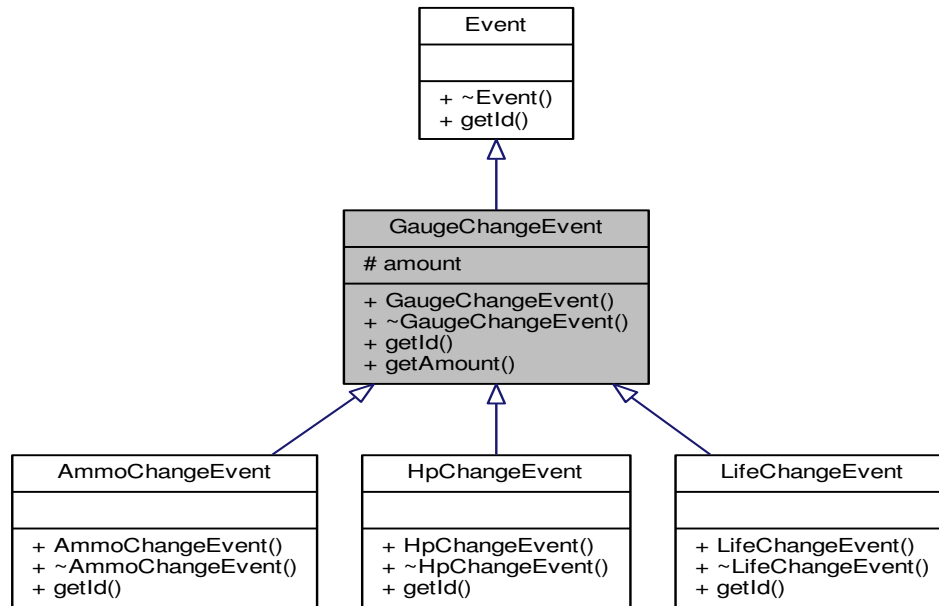 Event
+ ~Event()
+ getId()
GaugeChangeEvent
# amount
+ GaugeChangeEvent()
+ ~GaugeChangeEvent()
+ getId()
+ getAmount()
AmmoChangeEvent
+ AmmoChangeEvent()
+ ~AmmoChangeEvent()
+ getId()
HpChangeEvent
+ HpChangeEvent()
+ ~HpChangeEvent()
+ getId()
LifeChangeEvent
+ LifeChangeEvent()
+ ~LifeChangeEvent()
+ getId()